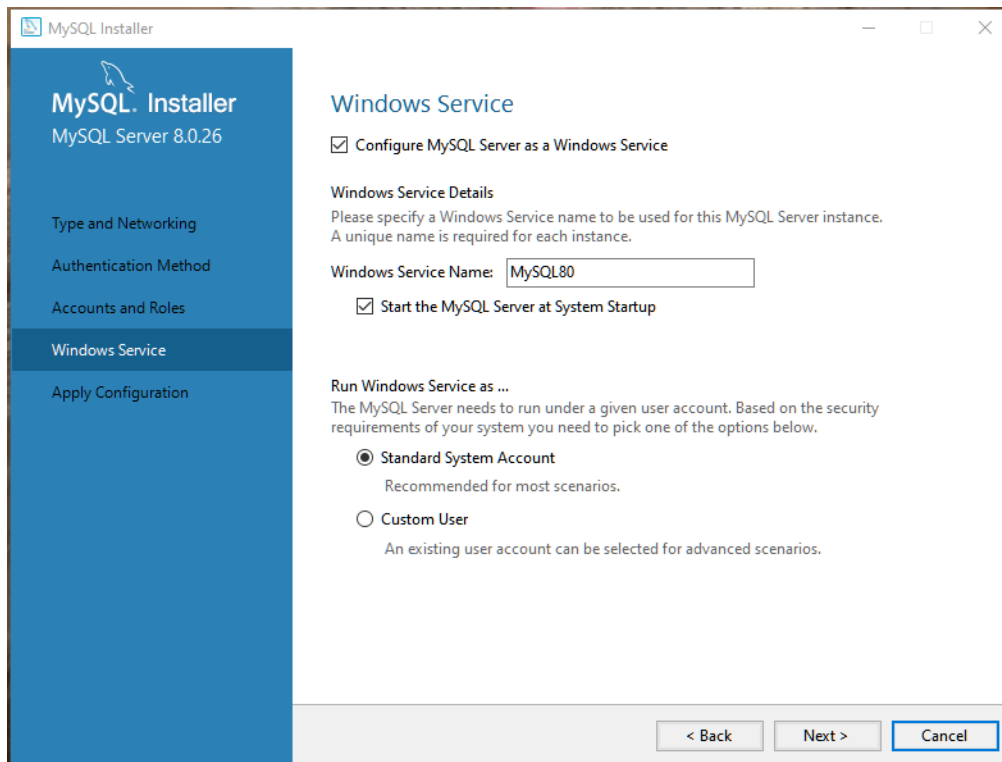 MySQL Installer
MySQL. Installer
MySQL Server 8.0.26
Type and Networking
Authentication Method
Accounts and Roles
Windows Service
Apply Configuration
Windows Service
Configure MySQL Server as a Windows Service
Windows Service Details
Please specify a Windows Service name to be used for this MySQL Server instance.
A unique name is required for each instance.
Windows Service Name: MySQL80
Start the MySQL Server at System Startup
Run Windows Service as ...
The MySQL Server needs to run under a given user account. Based on the security
requirements of your system you need to pick one of the options below.
Standard System Account
Recommended for most scenarios.
Custom User
An existing user account can be selected for advanced scenarios.
< Back Next > Cancel